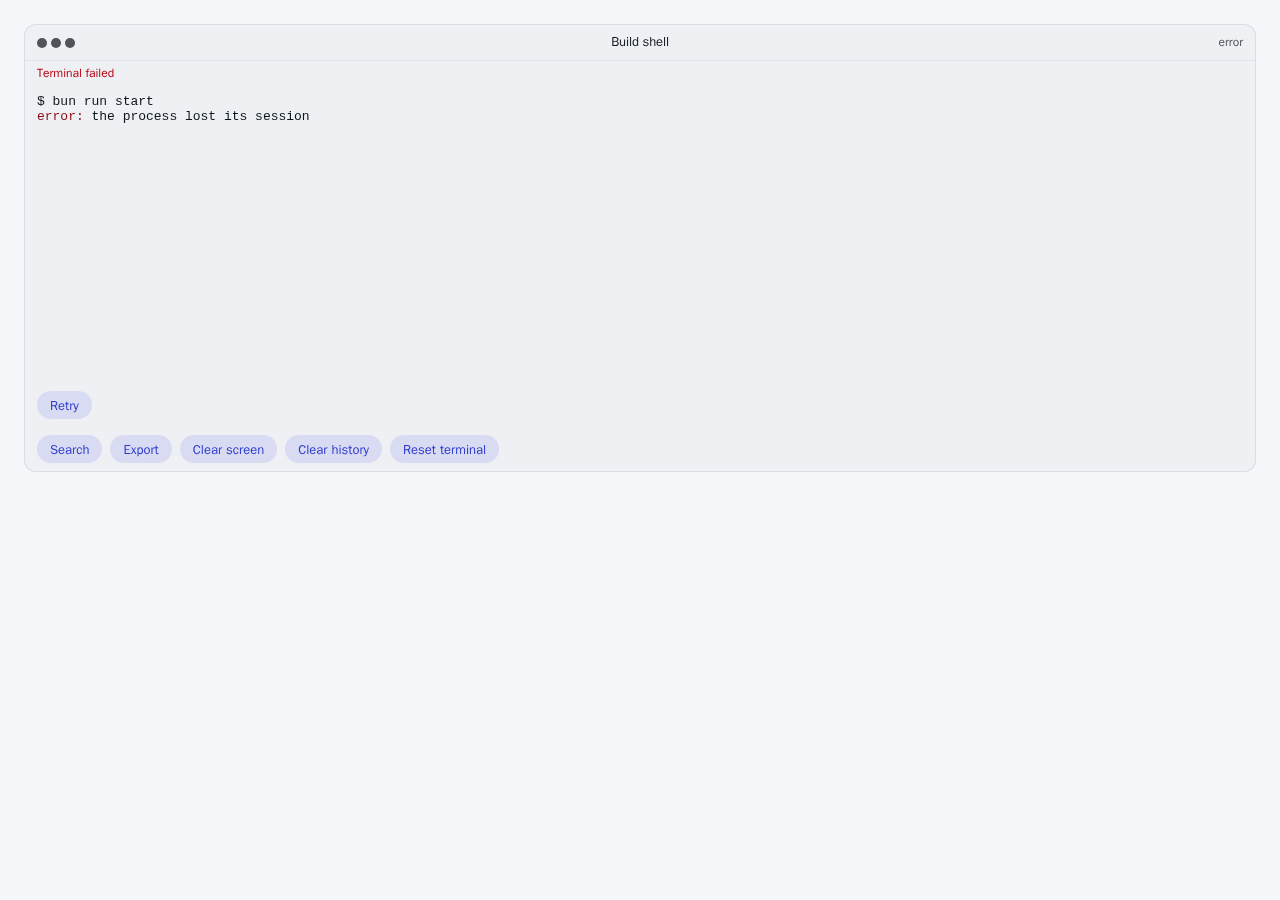 Build shell
error
Terminal failed
$ bun run start
error: the process lost its session
Retry
Search
Export
Clear screen
Clear history
Reset terminal